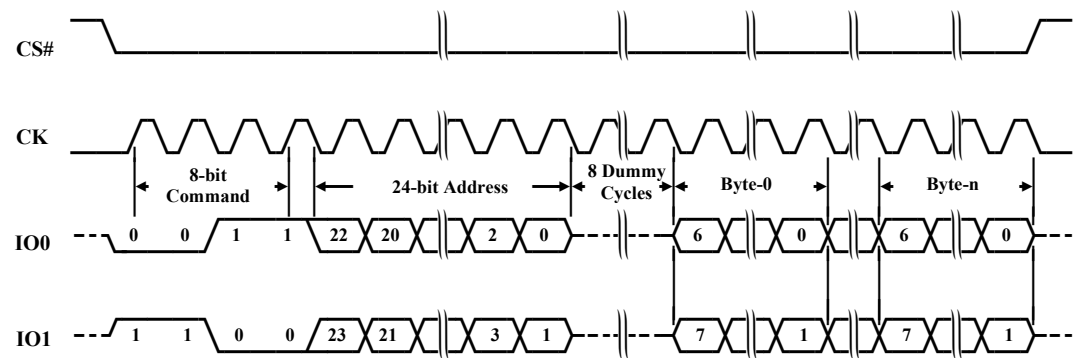 CS#
CK
8-bit
Command
24-bit Address
8 Dummy
Cycles
Byte-0
Byte-n
IO0
0 0 1 1 22 20 2 0 6 0 6 0
IO1
1 1 0 0 23 21 3 1 7 1 7 1